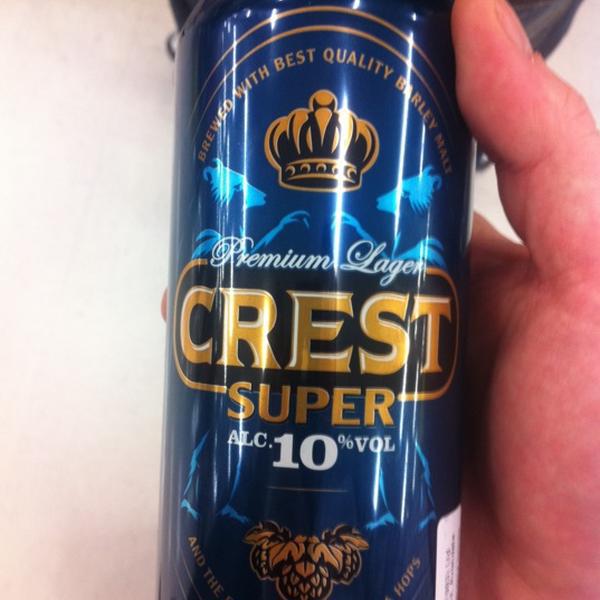 BREWED WITH BEST QUALITY BARLEY MALT
Premium Lager
CREST
SUPER
ALC. 10% VOL
AND THE
HOPS